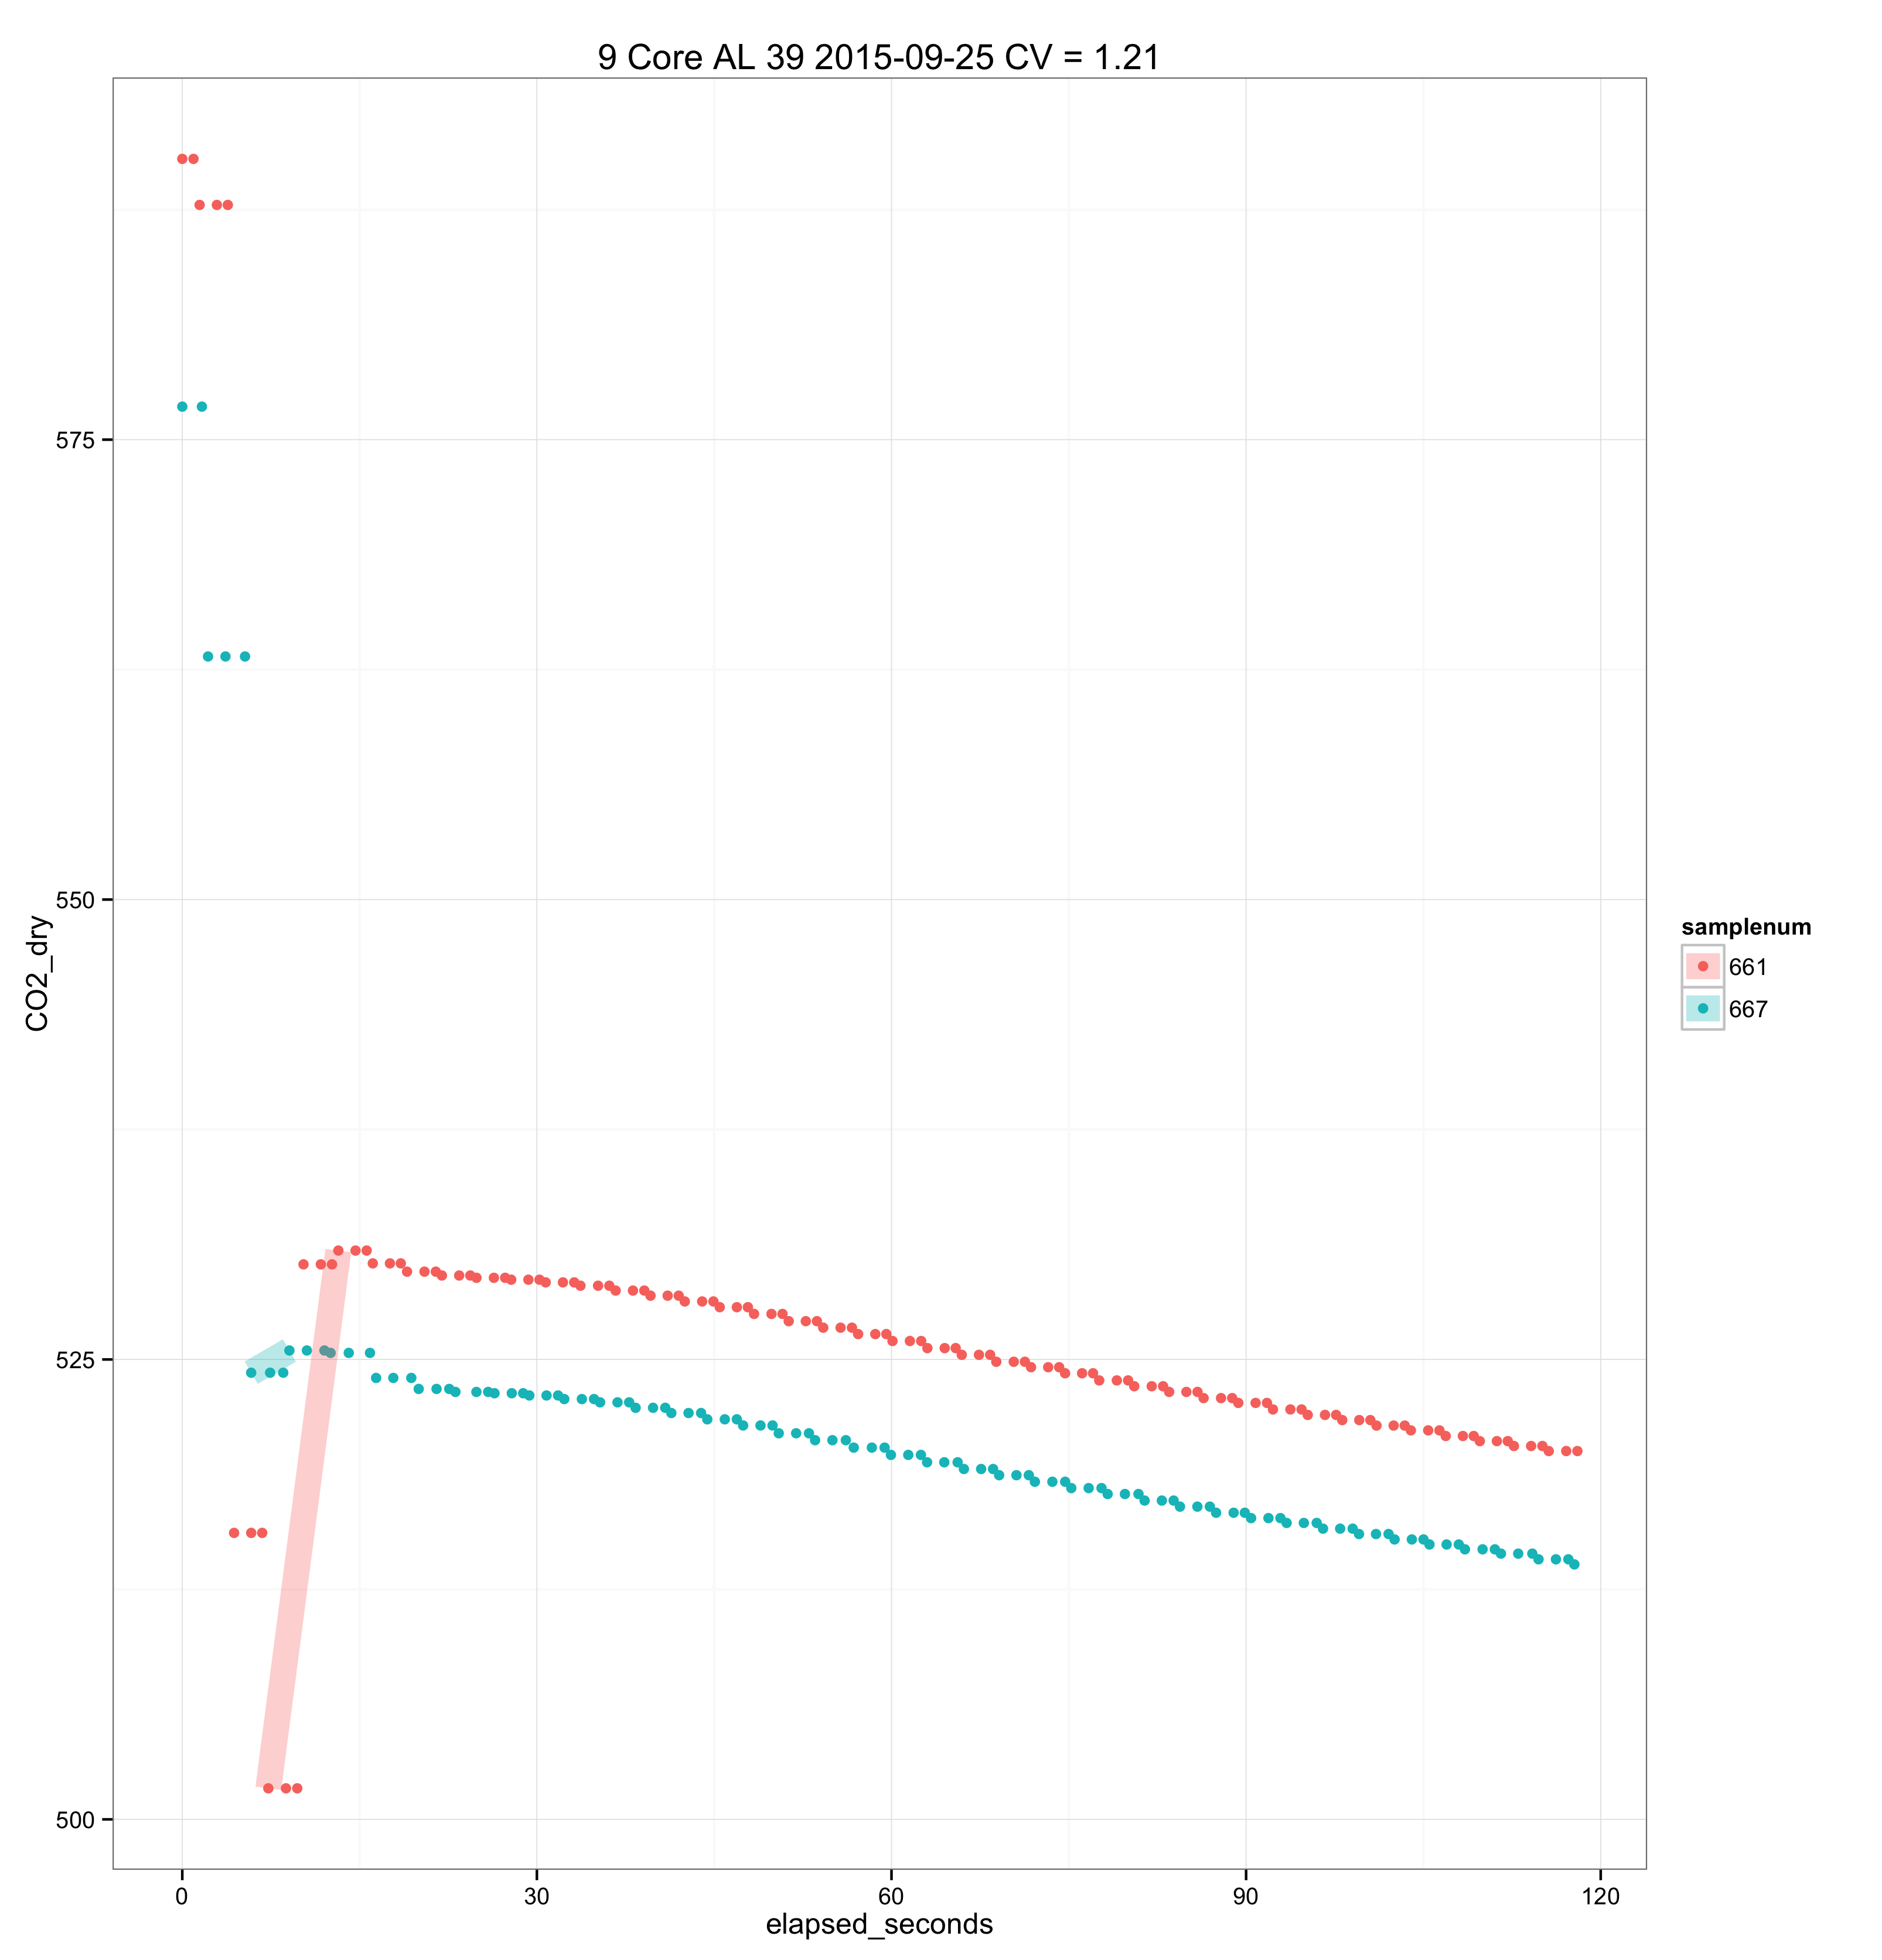 9 Core AL 39 2015-09-25 CV = 1.21
575
550
525
500
CO2_dry
0 30 60 90 120
elapsed_seconds
samplenum
661
667